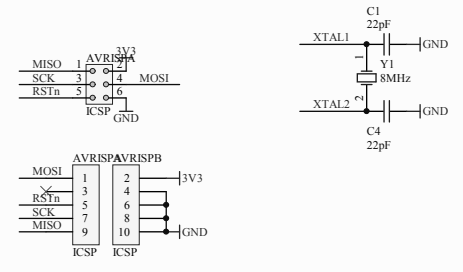 AVRISPA 3V3
MISO 1 2
SCK 3 4 MOSI
RSTn 5 6
ICSP GND
C1
22pF
XTAL1 GND
1 Y1
8MHz
2
XTAL2 GND
C4
22pF
AVRISPA AVRISPB
MOSI 1 2 3V3
3 4
RSTn 5 6
SCK 7 8
MISO 9 10 GND
ICSP ICSP